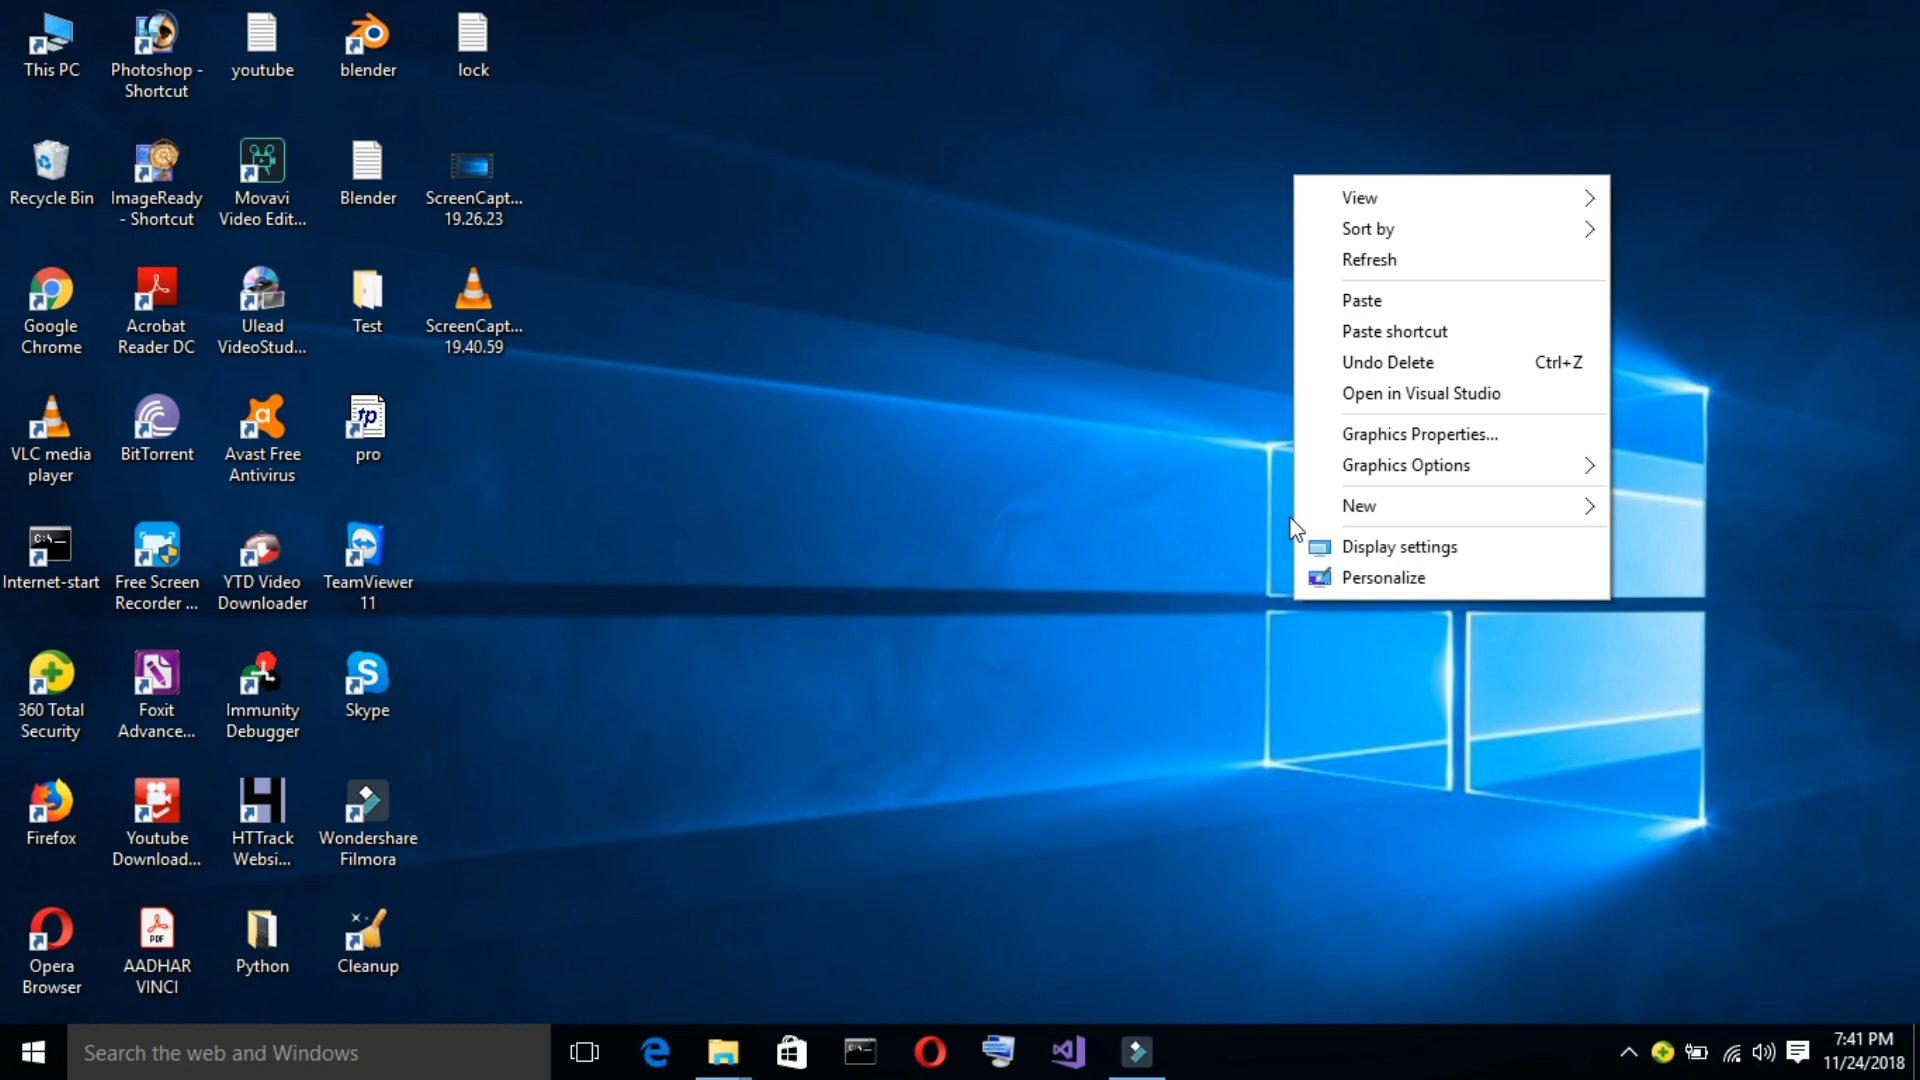 This PC
Photoshop -
Shortcut
youtube
blender
lock
Recycle Bin
ImageReady
- Shortcut
Movavi
Video Edit...
Blender
ScreenCapt...
19.26.23
Google
Chrome
Acrobat
Reader DC
Ulead
VideoStud...
Test
ScreenCapt...
19.40.59
VLC media
player
BitTorrent
Avast Free
Antivirus
tp
pro
C:\_
Internet-start
Free Screen
Recorder ...
YTD Video
Downloader
TeamViewer
11
360 Total
Security
Foxit
Advance...
Immunity
Debugger
Skype
Firefox
Youtube
Download...
HTTrack
Websi...
Wondershare
Filmora
Opera
Browser
PDF
AADHAR
VINCI
Python
Cleanup
View
Sort by
Refresh
Paste
Paste shortcut
Undo Delete Ctrl+Z
Open in Visual Studio
Graphics Properties...
Graphics Options
New
Display settings
Personalize
Search the web and Windows
7:41 PM
11/24/2018